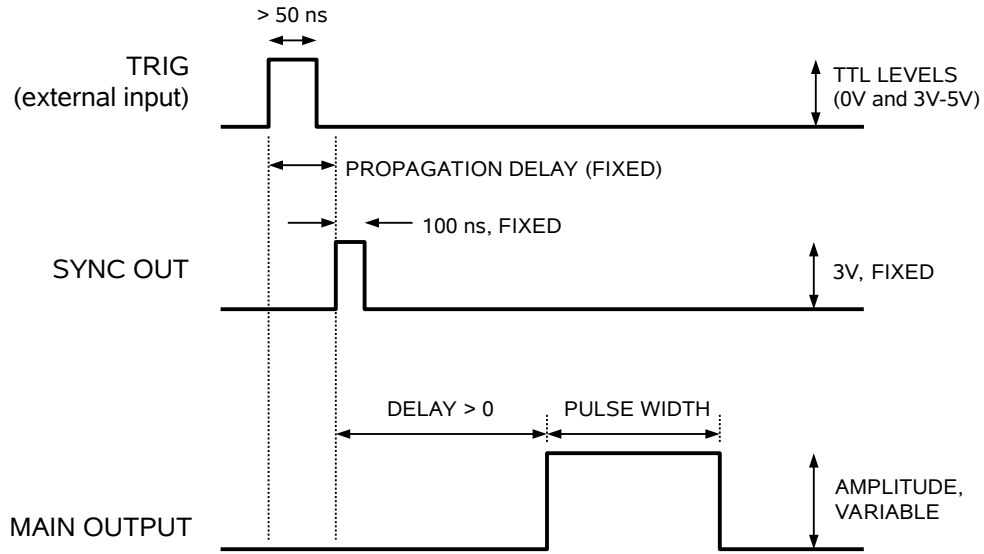 > 50 ns
TRIG
(external input)
TTL LEVELS
(0V and 3V-5V)
PROPAGATION DELAY (FIXED)
100 ns, FIXED
SYNC OUT
3V, FIXED
DELAY > 0
PULSE WIDTH
AMPLITUDE,
VARIABLE
MAIN OUTPUT